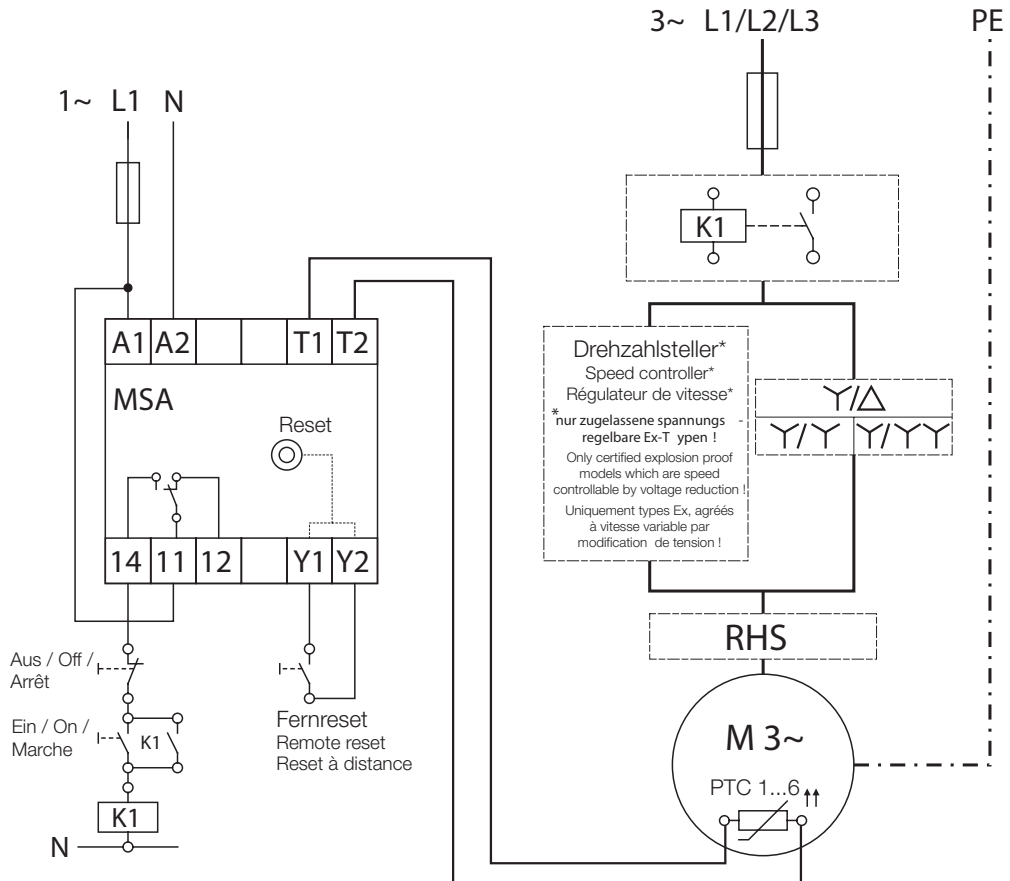 3~ L1/L2/L3
PE
1~ L1 N
K1
A1 A2 T1 T2
MSA
Reset
14 11 12 Y1 Y2
Drehzahlsteller*
Speed controller*
Régulateur de vitesse*
*nur zugelassene spannungs -
regelbare Ex-T ypen !
Only certified explosion proof
models which are speed
controllable by voltage reduction !
Uniquement types Ex, agréés
à vitesse variable par
modification de tension !
RHS
Aus / Off /
Arrêt
Ein / On /
Marche
K1
K1
N
Fernreset
Remote reset
Reset à distance
M 3~
PTC 1...6